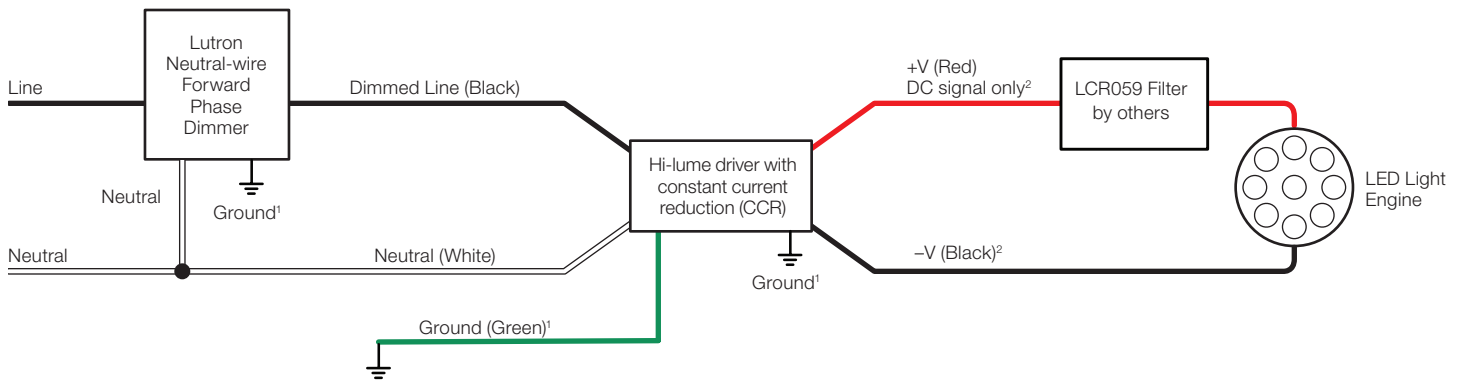 Line
Lutron
Neutral-wire
Forward
Phase
Dimmer
Dimmed Line (Black)
Neutral
Ground¹
Neutral
Neutral (White)
Ground (Green)¹
Hi-lume driver with
constant current
reduction (CCR)
Ground¹
+V (Red)
DC signal only²
LCR059 Filter
by others
LED Light
Engine
–V (Black)²